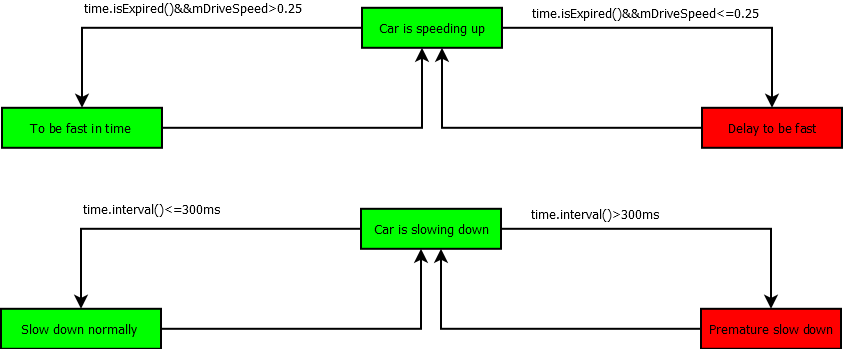 time.isExpired()&&mDriveSpeed>0.25
time.isExpired()&&mDriveSpeed<=0.25
Car is speeding up
To be fast in time
Delay to be fast
time.interval()<=300ms
time.interval()>300ms
Car is slowing down
Slow down normally
Premature slow down